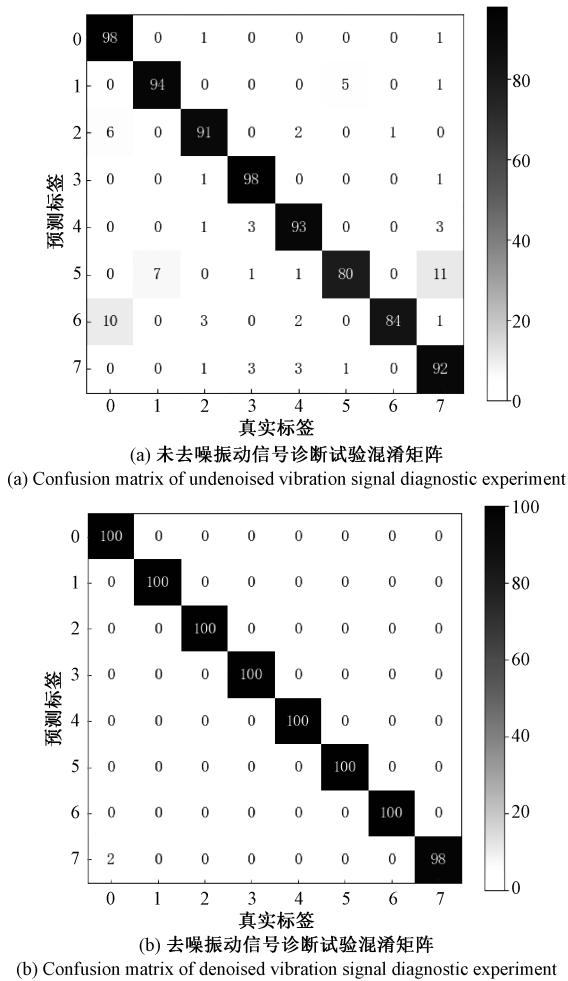 0 98 0 1 0 0 0 0 1
1 0 94 0 0 0 5 0 1
2 6 0 91 0 2 0 1 0
3 0 0 1 98 0 0 0 1
4 0 0 1 3 93 0 0 3
5 0 7 0 1 1 80 0 11
6 10 0 3 0 2 0 84 1
7 0 0 1 3 3 1 0 92
0 1 2 3 4 5 6 7
预测标签
真实标签
80
60
40
20
0
(a) 未去噪振动信号诊断试验混淆矩阵
(a) Confusion matrix of undenoised vibration signal diagnostic experiment
0 100 0 0 0 0 0 0 0
1 0 100 0 0 0 0 0 0
2 0 0 100 0 0 0 0 0
3 0 0 0 100 0 0 0 0
4 0 0 0 0 100 0 0 0
5 0 0 0 0 0 100 0 0
6 0 0 0 0 0 0 100 0
7 2 0 0 0 0 0 0 98
0 1 2 3 4 5 6 7
预测标签
真实标签
100
80
60
40
20
0
(b) 去噪振动信号诊断试验混淆矩阵
(b) Confusion matrix of denoised vibration signal diagnostic experiment